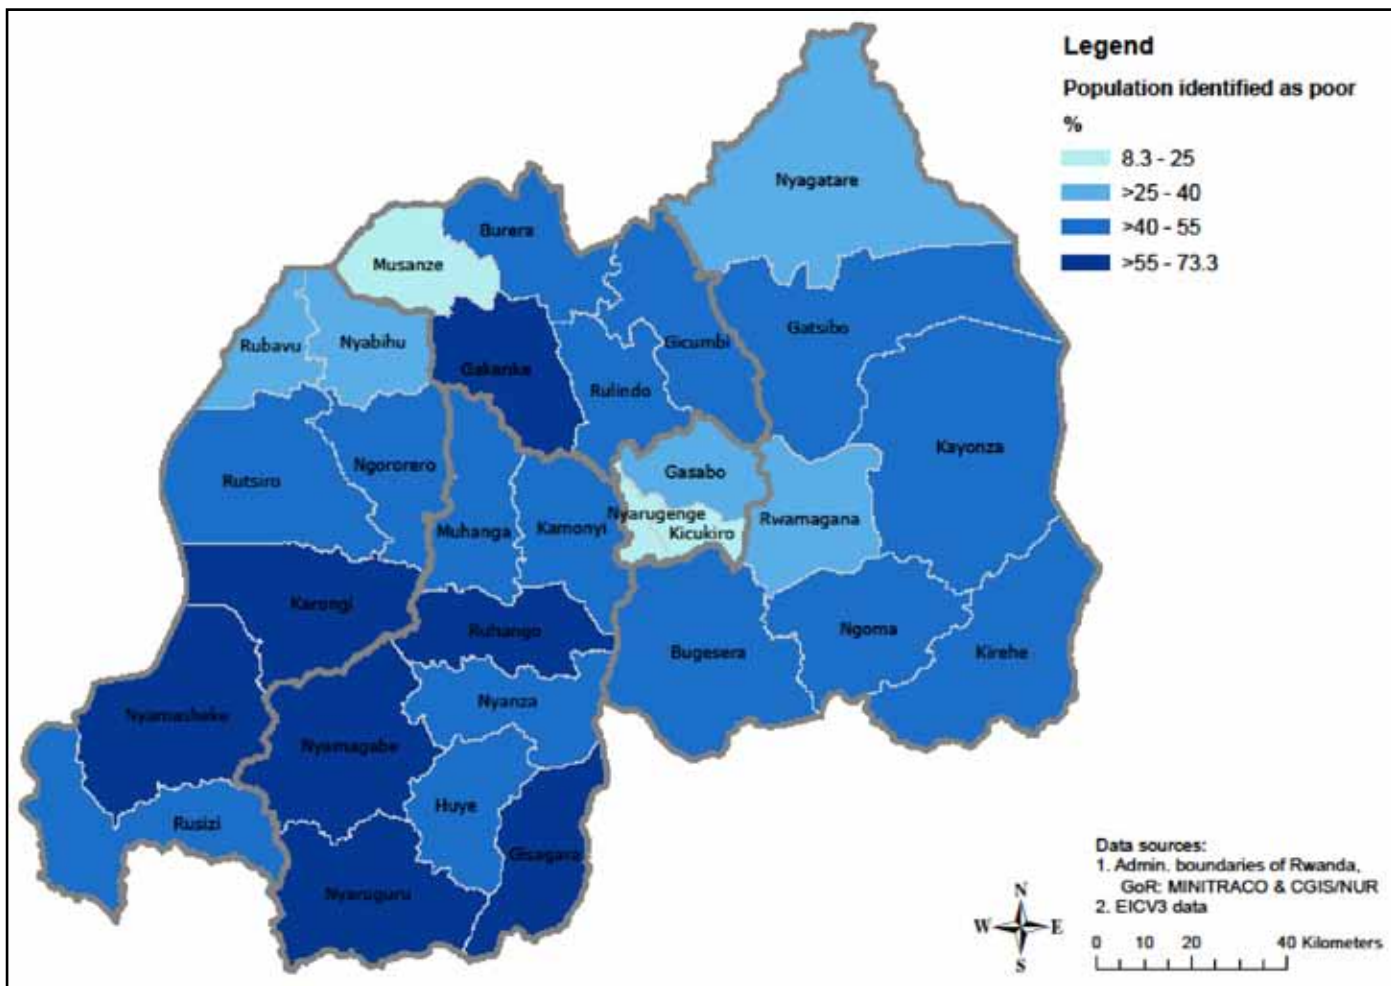 Legend
Population identified as poor
%
8.3 - 25
>25 - 40
>40 - 55
>55 - 73.3
Nyagatare
Burera
Musanze
Gatsibo
Gicumbi
Rubavu
Nyabihu
Gakenke
Rulindo
Kayonza
Ngororero
Gasabo
Rutsiro
Nyarugenge
Rwamagana
Muhanga
Kamonyi
Kicukiro
Karongi
Ruhango
Ngoma
Bugesera
Kirehe
Nyanza
Nyamasheke
Nyamagabe
Huye
Rusizi
Gisagara
Nyaruguru
Data sources:
1. Admin. boundaries of Rwanda,
GoR: MINITRACO & CGIS/NUR
2. EICV3 data
N
W E
S
0 10 20 40 Kilometers